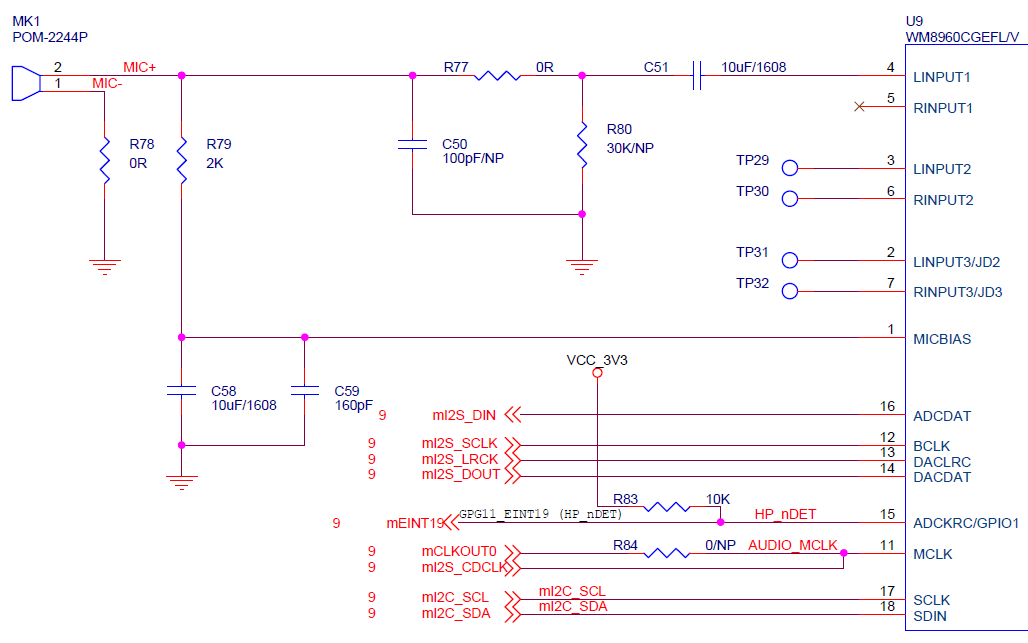 MK1
POM-2244P
U9
WM8960CGEFL/V
2
MIC+
1
MIC-
R77
0R
C51
10uF/1608
4
LINPUT1
5
RINPUT1
R78
0R
R79
2K
C50
100pF/NP
R80
30K/NP
TP29
3
LINPUT2
TP30
6
RINPUT2
TP31
2
LINPUT3/JD2
TP32
7
RINPUT3/JD3
1
MICBIAS
VCC_3V3
C58
10uF/1608
C59
160pF
9
mI2S_DIN
16
ADCDAT
9
mI2S_SCLK
12
BCLK
9
mI2S_LRCK
13
DACLRC
9
mI2S_DOUT
14
DACDAT
R83
10K
9
mEINT19
GPG11_EINT19 (HP_nDET)
HP_nDET
15
ADCKRC/GPIO1
9
mCLKOUT0
R84
0/NP
AUDIO_MCLK
11
MCLK
9
mI2S_CDCLK
9
mI2C_SCL
mI2C_SCL
17
SCLK
9
mI2C_SDA
mI2C_SDA
18
SDIN